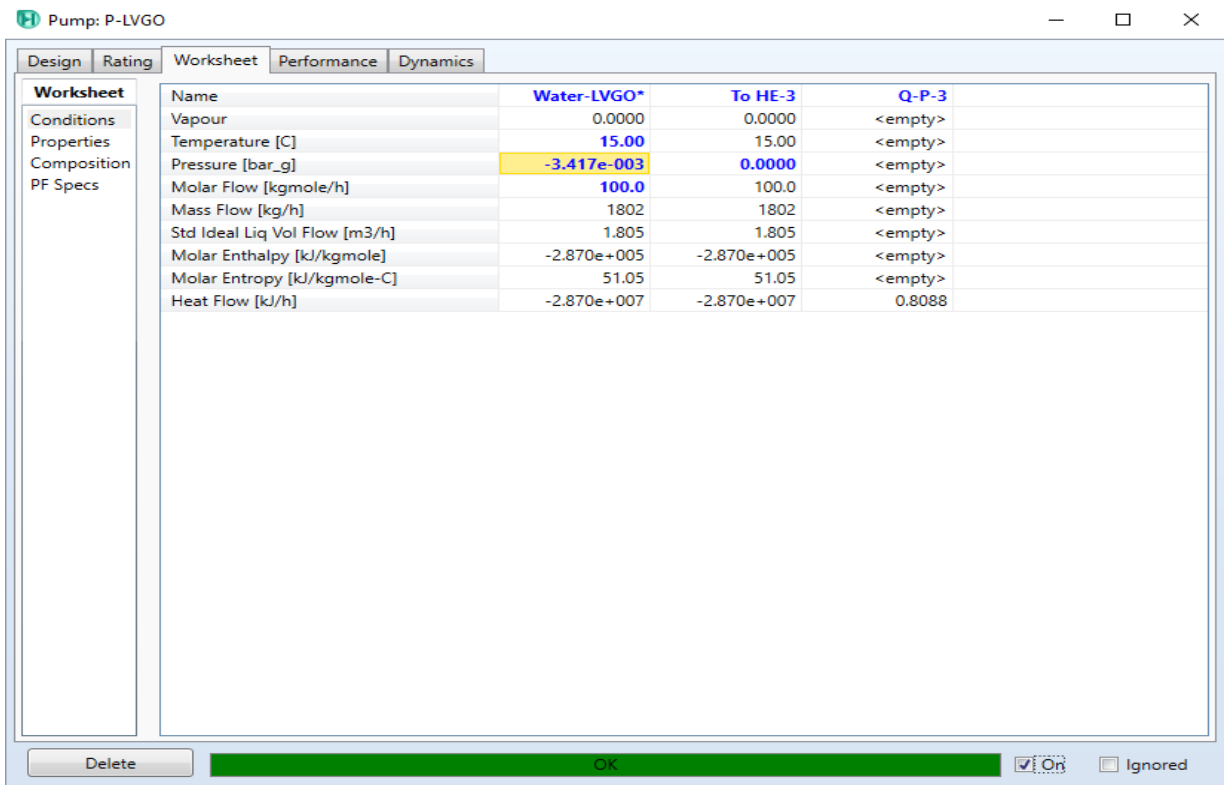 Pump: P-LVGO
Design Rating Worksheet Performance Dynamics
Worksheet
Conditions
Properties
Composition
PF Specs
Name Water-LVGO* To HE-3 Q-P-3
Vapour 0.0000 0.0000 <empty>
Temperature [C] 15.00 15.00 <empty>
Pressure [bar_g] -3.417e-003 0.0000 <empty>
Molar Flow [kgmole/h] 100.0 100.0 <empty>
Mass Flow [kg/h] 1802 1802 <empty>
Std Ideal Liq Vol Flow [m3/h] 1.805 1.805 <empty>
Molar Enthalpy [kJ/kgmole] -2.870e+005 -2.870e+005 <empty>
Molar Entropy [kJ/kgmole-C] 51.05 51.05 <empty>
Heat Flow [kJ/h] -2.870e+007 -2.870e+007 0.8088
Delete OK On Ignored